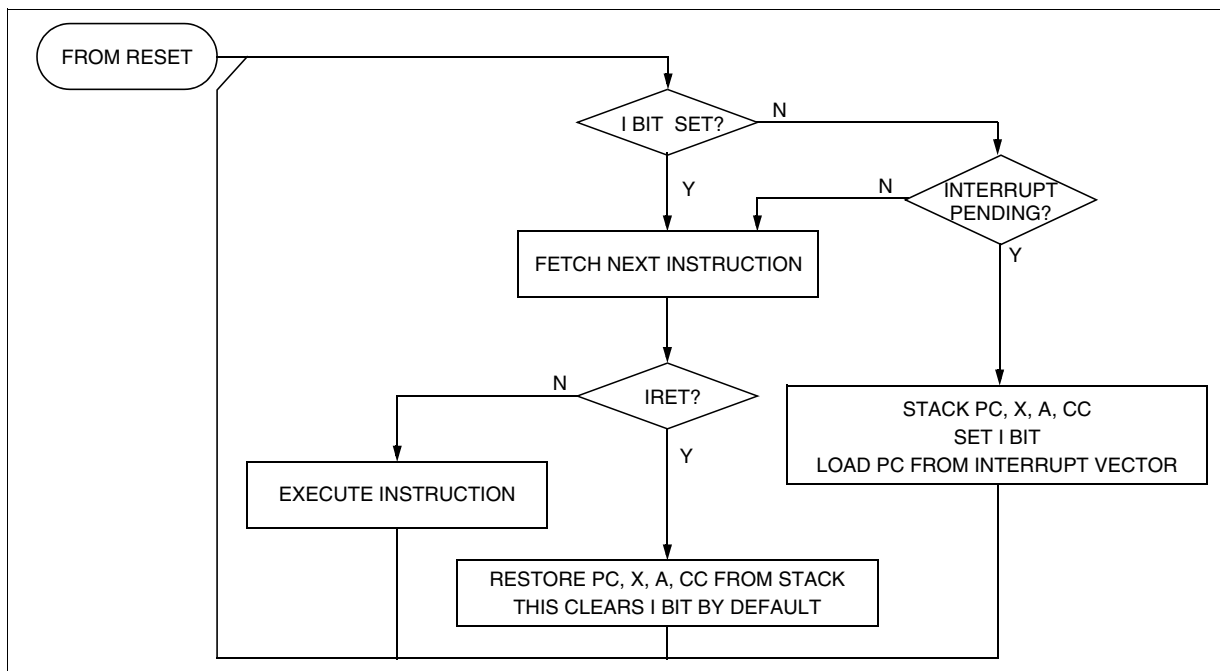 FROM RESET
I BIT SET?
N
Y
N
INTERRUPT
PENDING?
Y
FETCH NEXT INSTRUCTION
N
IRET?
Y
STACK PC, X, A, CC
SET I BIT
LOAD PC FROM INTERRUPT VECTOR
EXECUTE INSTRUCTION
RESTORE PC, X, A, CC FROM STACK
THIS CLEARS I BIT BY DEFAULT